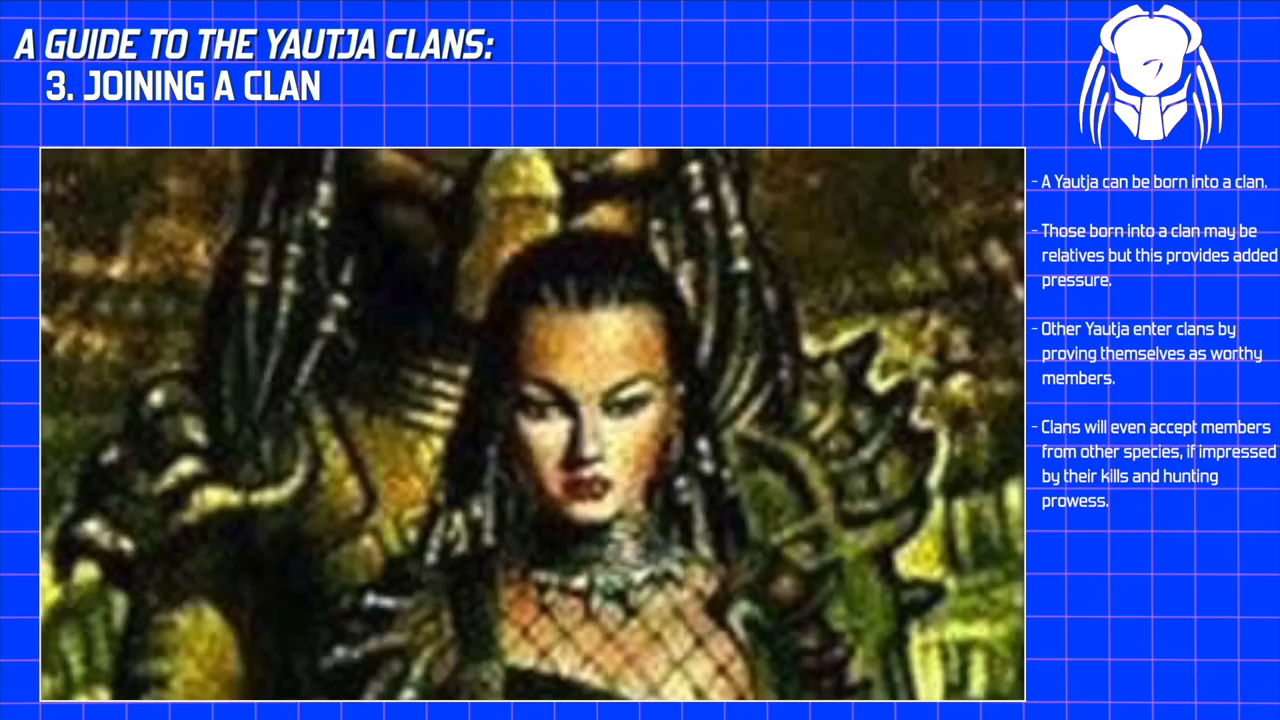 A GUIDE TO THE YAUTJA CLANS:
3. JOINING A CLAN
- A Yautja can be born into a clan.
- Those born into a clan may be
relatives but this provides added
pressure.
- Other Yautja enter clans by
proving themselves as worthy
members.
- Clans will even accept members
from other species, if impressed
by their kills and hunting
prowess.